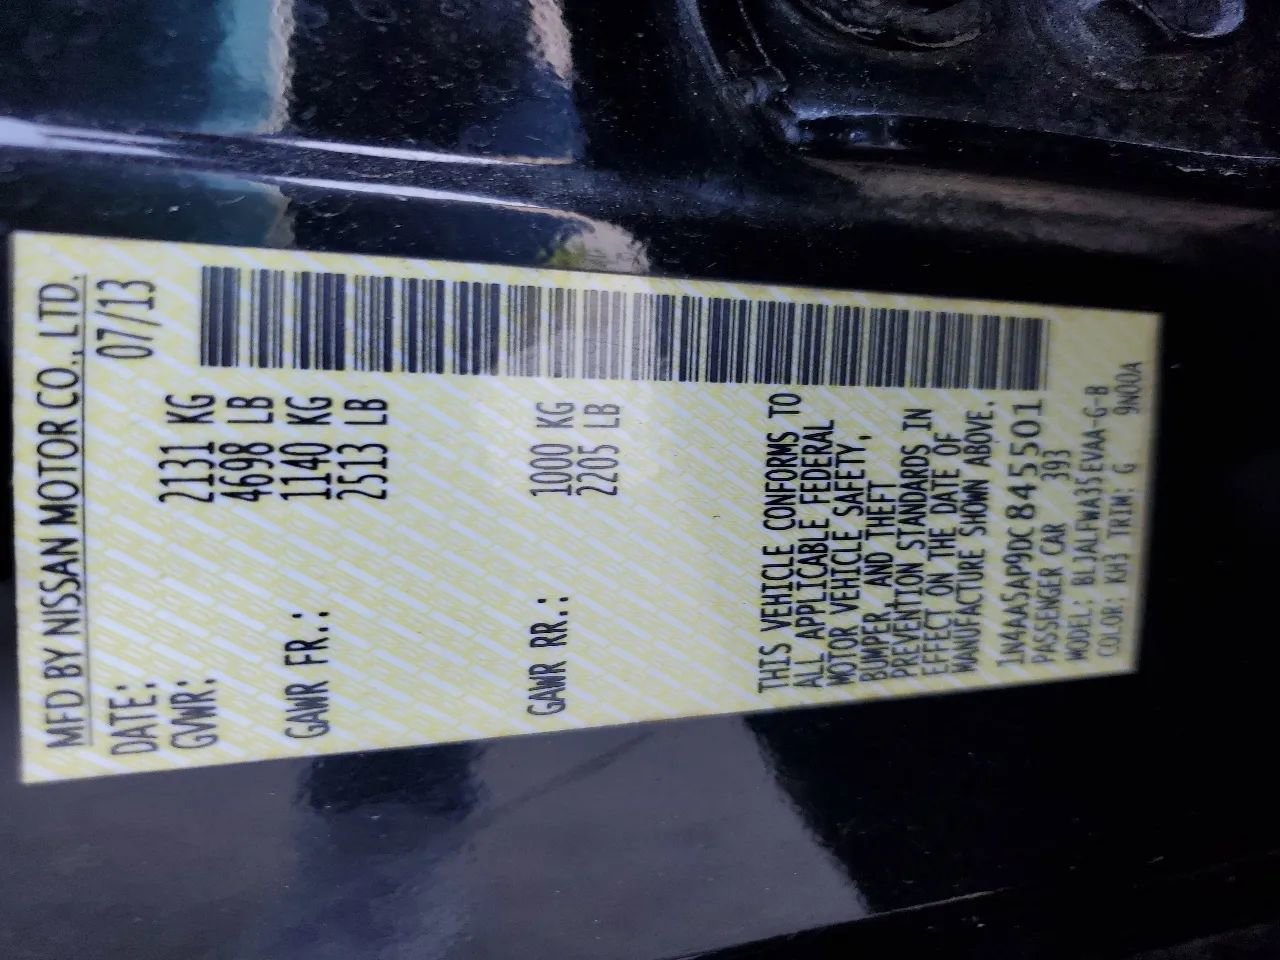 MFD BY NISSAN MOTOR CO., LTD.
DATE: 07/13
GVWR: 2131 KG
4698 LB
GAWR FR.: 1140 KG
2513 LB
GAWR RR.: 1000 KG
2205 LB
THIS VEHICLE CONFORMS TO
ALL APPLICABLE FEDERAL
MOTOR VEHICLE SAFETY,
BUMPER, AND THEFT
PREVENTION STANDARDS IN
EFFECT ON THE DATE OF
MANUFACTURE SHOWN ABOVE.
1N4AA5AP9DC845501
PASSENGER CAR 393
MODEL: BLJALFWA35EVAA-G-B
COLOR: KH3 TRIM: G 9N00A